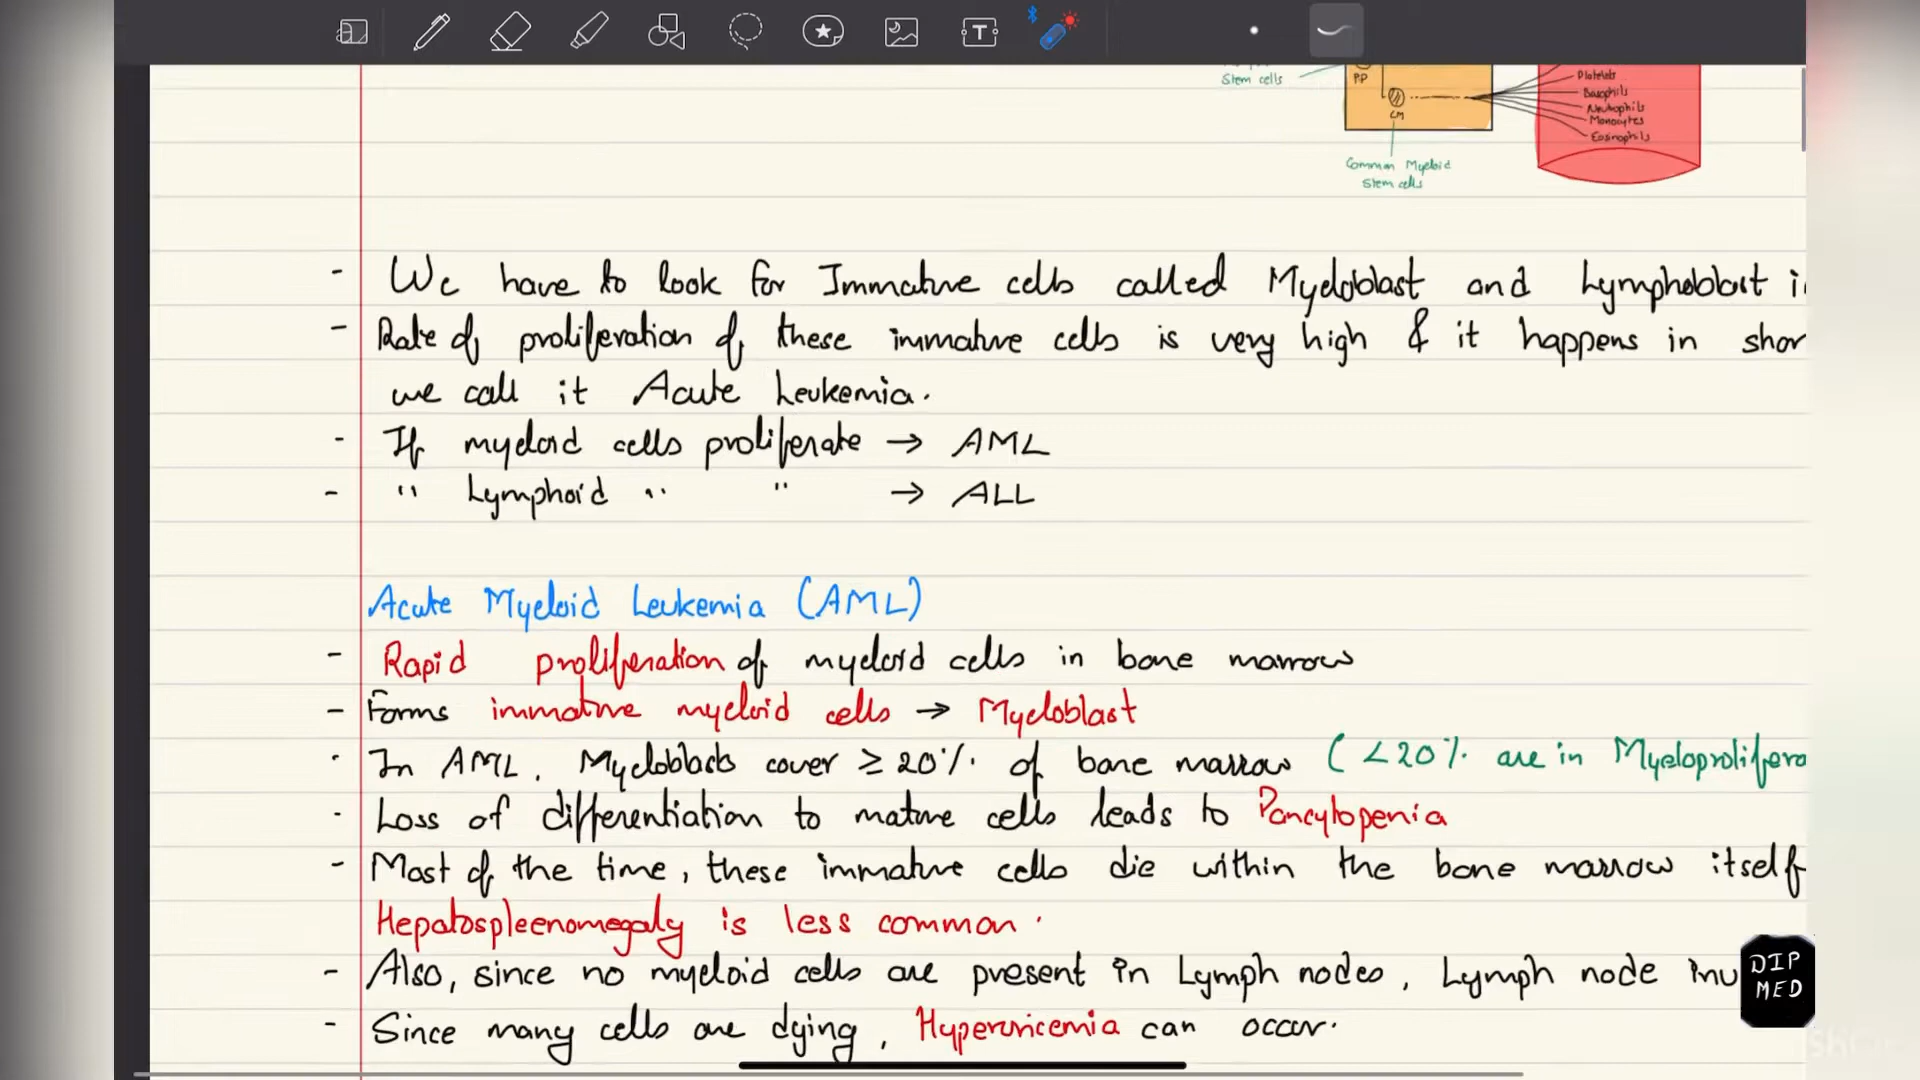 Stem cells
PP
CM
Platelets
Basophils
Neutrophils
Monocytes
Eosinophils
Common Myeloid
Stem cells
- We have to look for Immature cells called Myeloblast and Lymphoblast i
- Rate of proliferation of these immature cells is very high & it happens in shor
we call it Acute Leukemia.
- If myeloid cells proliferate → AML
- " Lymphoid " " → ALL
Acute Myeloid Leukemia (AML)
- Rapid proliferation of myeloid cells in bone marrow
- Forms immature myeloid cells → Myeloblast
- In AML, Myeloblasts cover ≥ 20% of bone marrow (<20% are in Myeloprolifera
- Loss of differentiation to mature cells leads to Pancytopenia
- Most of the time, these immature cells die within the bone marrow itself
Hepatospleenomegaly is less common.
- Also, since no myeloid cells are present in Lymph nodes, Lymph node inv
- Since many cells are dying, Hyperuricemia can occur.
DIP
MED